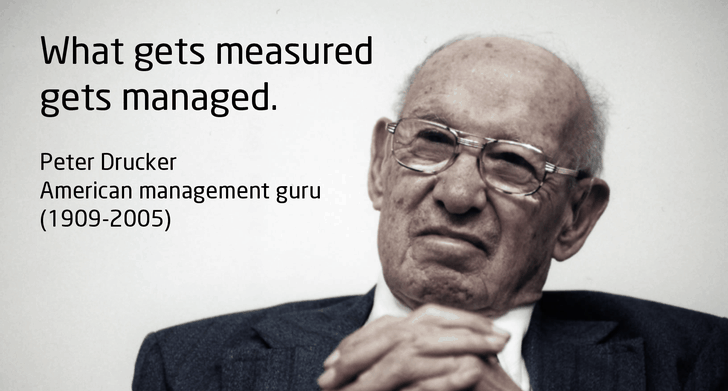 What gets measured
gets managed.
Peter Drucker
American management guru
(1909-2005)